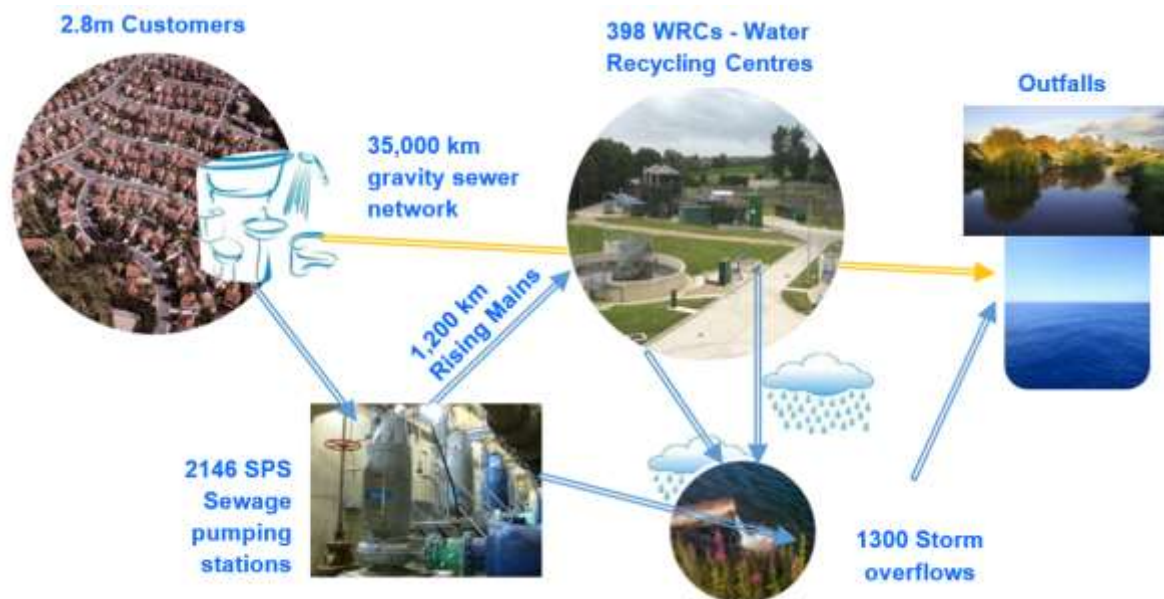 2.8m Customers
398 WRCs - Water
Recycling Centres
Outfalls
35,000 km
gravity sewer
network
1,200 km
Rising Mains
2146 SPS
Sewage
pumping
stations
1300 Storm
overflows